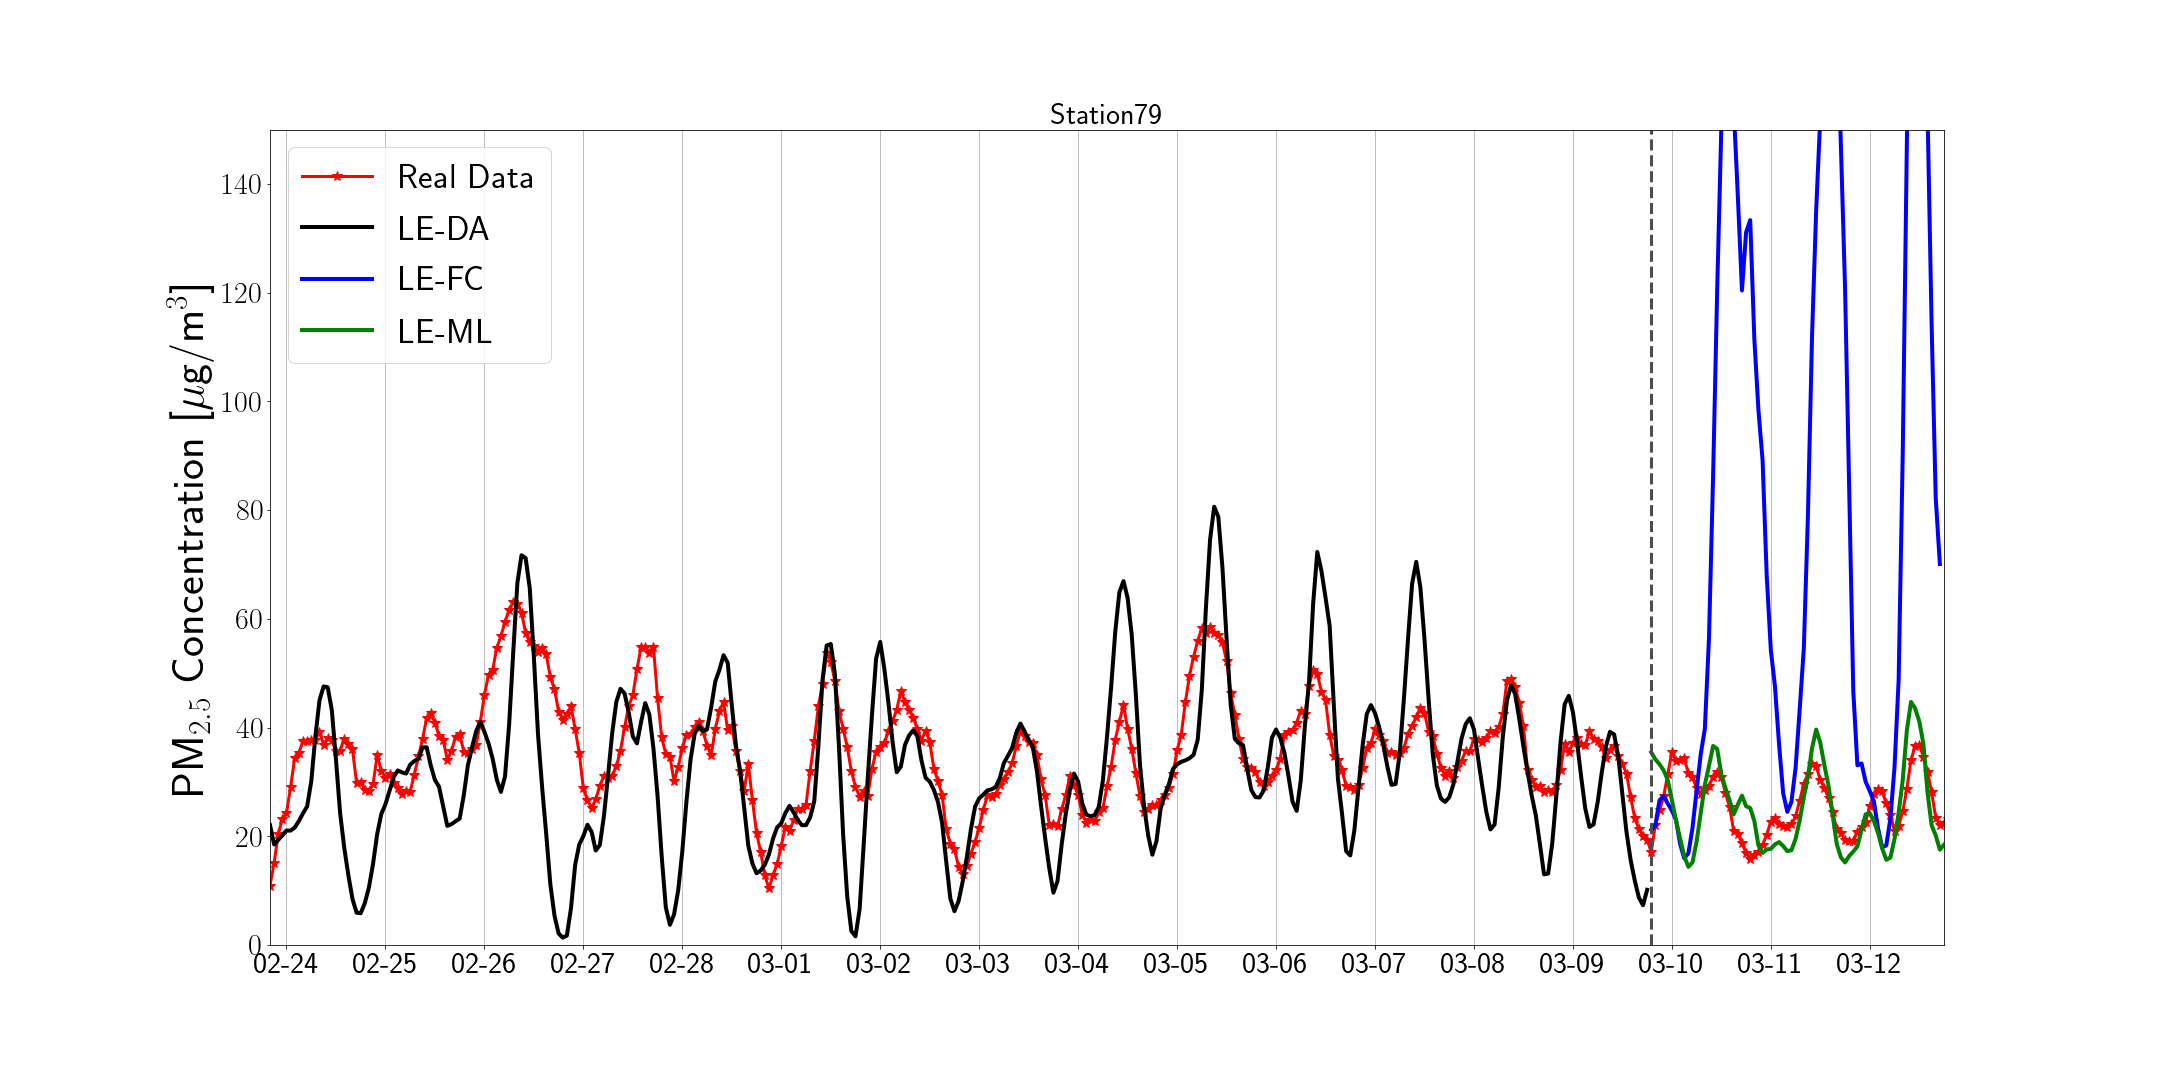 Station79
Real Data
LE-DA
LE-FC
LE-ML
PM2.5 Concentration [μg/m³]
140
120
100
80
60
40
20
0
02-24 02-25 02-26 02-27 02-28 03-01 03-02 03-03 03-04 03-05 03-06 03-07 03-08 03-09 03-10 03-11 03-12